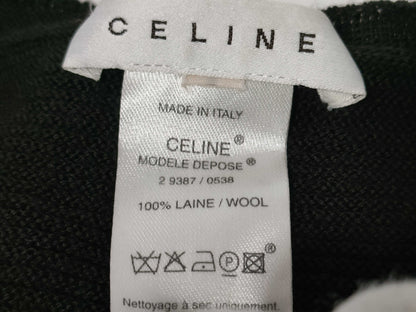 CELINE
MADE IN ITALY
CELINE®
MODELE DEPOSE®
2 9387 / 0538
100% LAINE / WOOL
P
®
Nettoyage à sec uniquement.